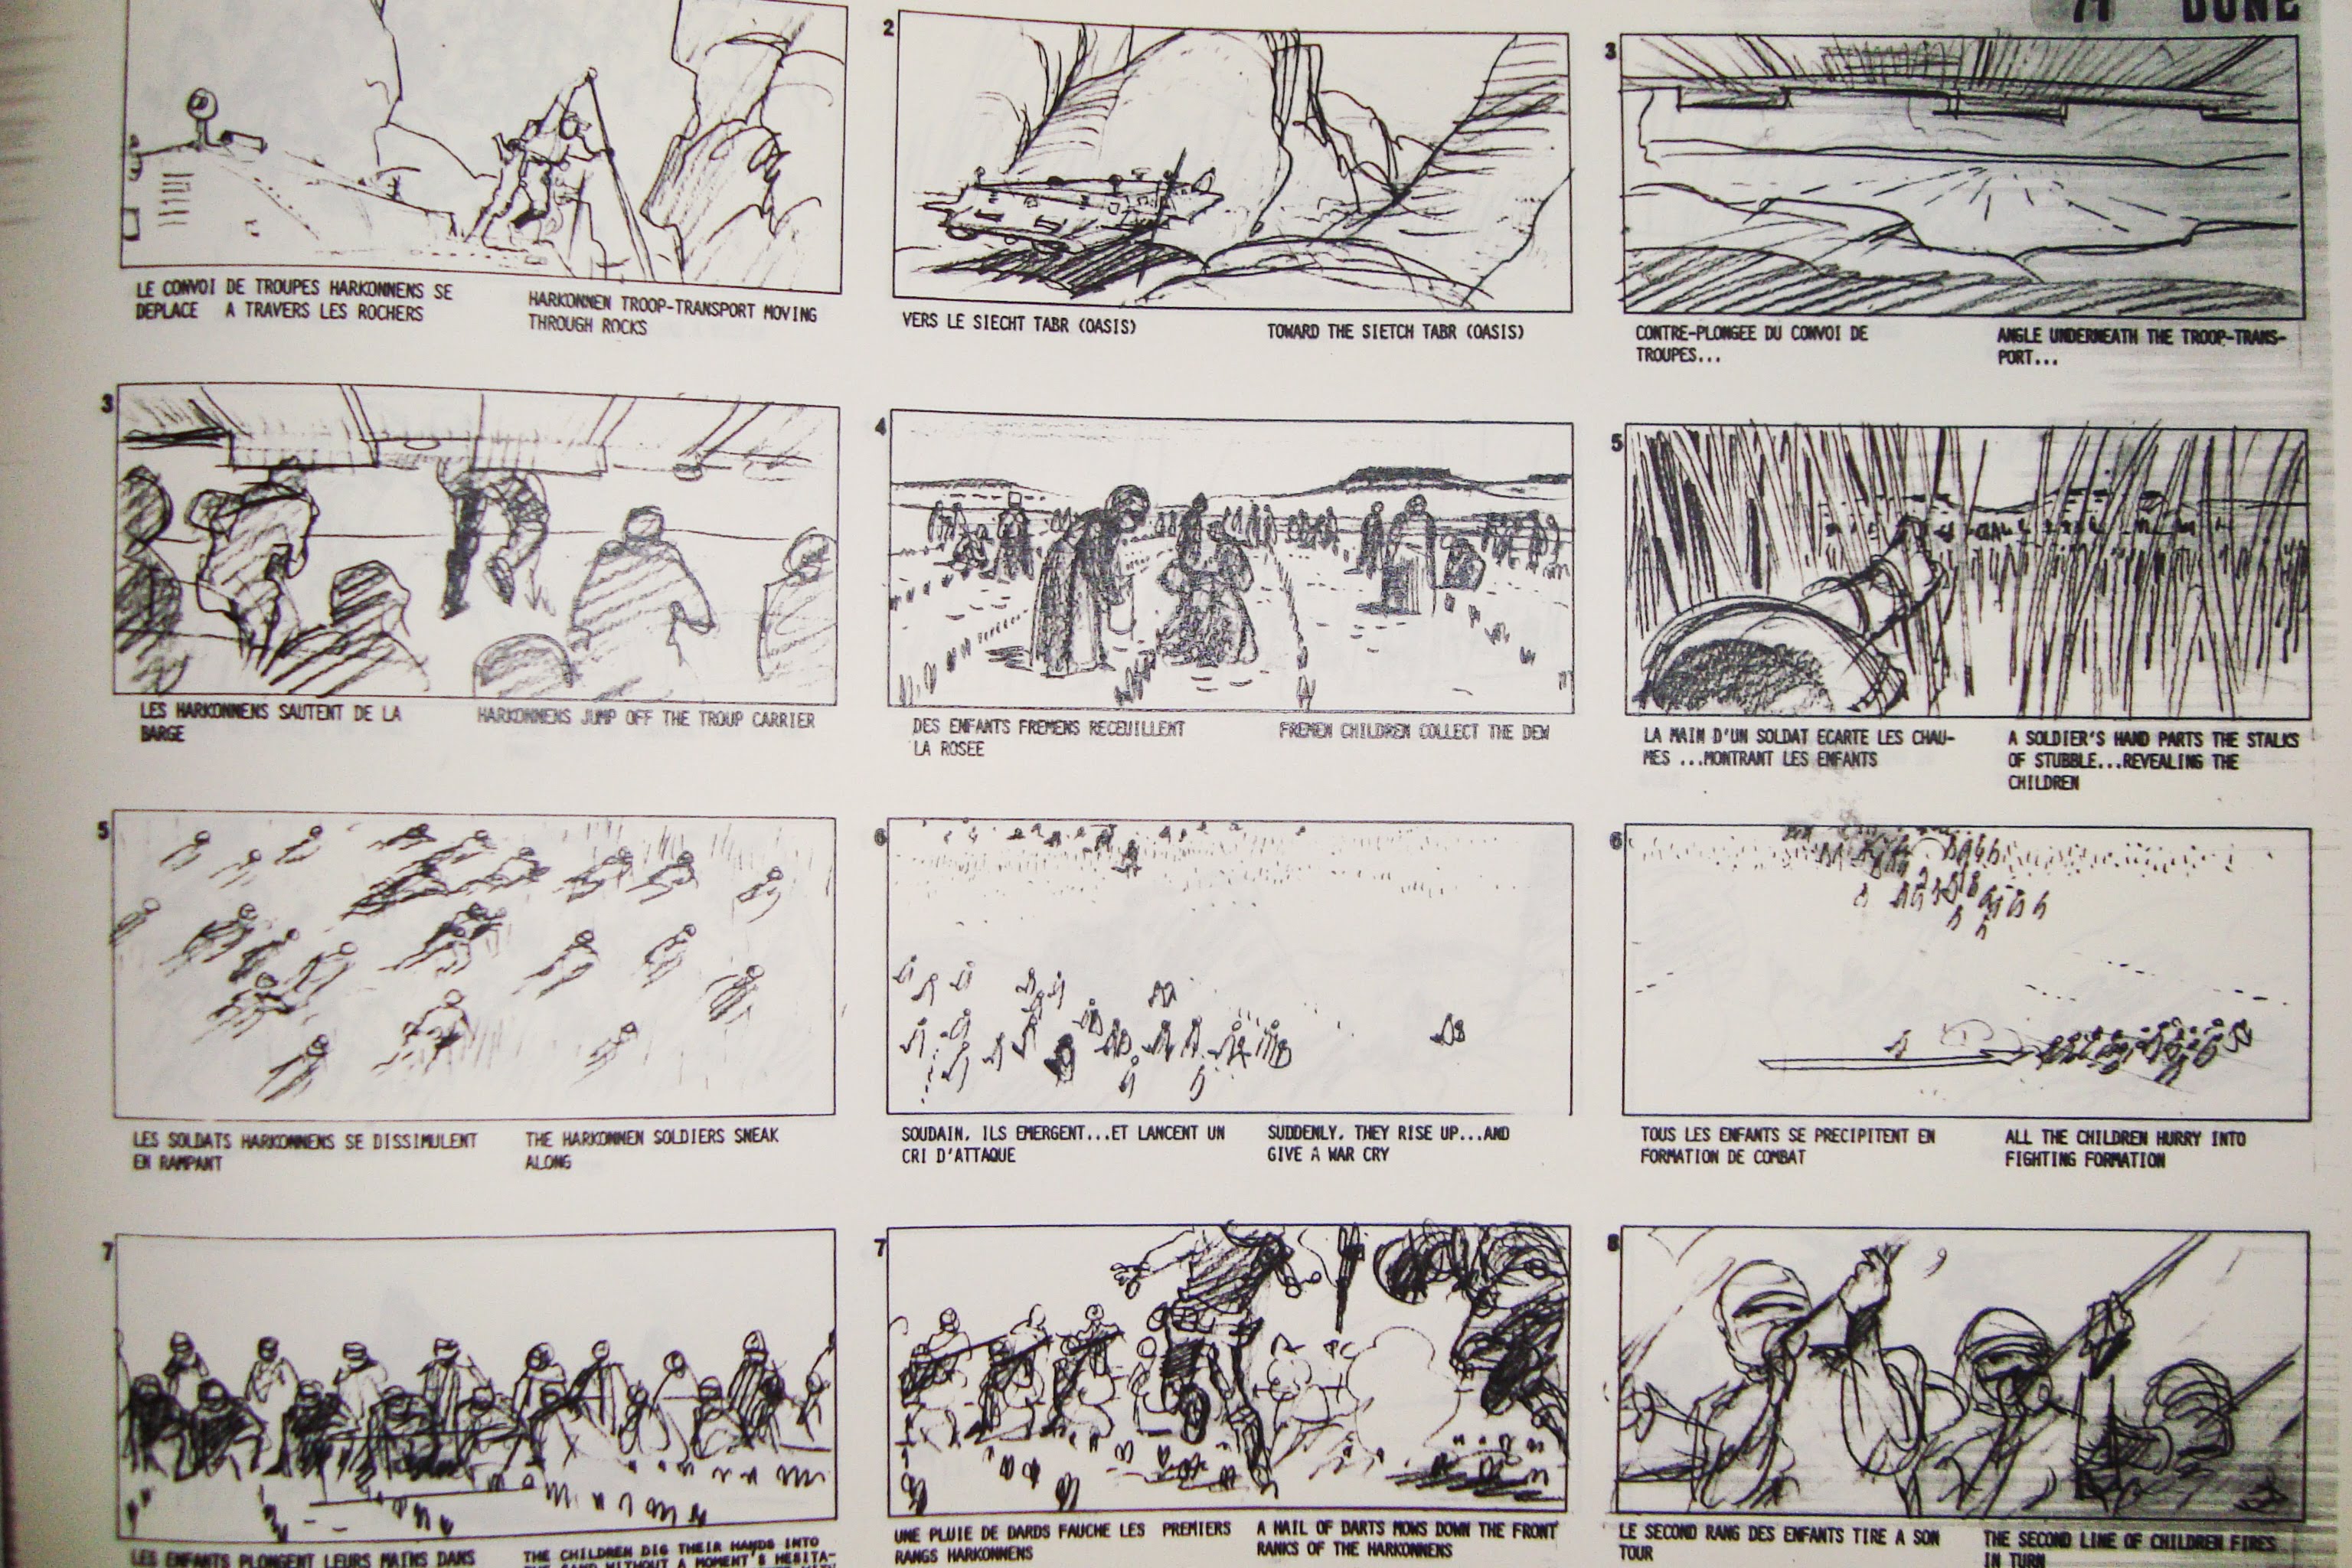 71 DUNE
LE CONVOI DE TROUPES HARKONNENS SE
DEPLACE A TRAVERS LES ROCHERS
HARKONNEN TROOP-TRANSPORT MOVING
THROUGH ROCKS
2
VERS LE SIECHT TABR (OASIS)
TOWARD THE SIETCH TABR (OASIS)
3
CONTRE-PLONGEE DU CONVOI DE
TROUPES...
ANGLE UNDERNEATH THE TROOP-TRANS-
PORT...
3
LES HARKONNENS SAUTENT DE LA
BARGE
HARKONNENS JUMP OFF THE TROUP CARRIER
4
DES ENFANTS FREMENS RECEUILLENT
LA ROSEE
FREMEN CHILDREN COLLECT THE DEW
5
LA MAIN D'UN SOLDAT ECARTE LES CHAU-
MES ...MONTRANT LES ENFANTS
A SOLDIER'S HAND PARTS THE STALKS
OF STUBBLE...REVEALING THE
CHILDREN
5
LES SOLDATS HARKONNENS SE DISSIMULENT
EN RAMPANT
THE HARKONNEN SOLDIERS SNEAK
ALONG
6
SOUDAIN, ILS EMERGENT...ET LANCENT UN
CRI D'ATTAQUE
SUDDENLY, THEY RISE UP...AND
GIVE A WAR CRY
6
TOUS LES ENFANTS SE PRECIPITENT EN
FORMATION DE COMBAT
ALL THE CHILDREN HURRY INTO
FIGHTING FORMATION
7
LES ENFANTS PLONGENT LEURS MAINS DANS
THE CHILDREN DIG THEIR HANDS INTO
THE SAND WITHOUT A MOMENT'S HESITA-
7
UNE PLUIE DE DARDS FAUCHE LES PREMIERS
RANGS HARKONNENS
A HAIL OF DARTS MOWS DOWN THE FRONT
RANKS OF THE HARKONNENS
8
LE SECOND RANG DES ENFANTS TIRE A SON
TOUR
THE SECOND LINE OF CHILDREN FIRES
IN TURN